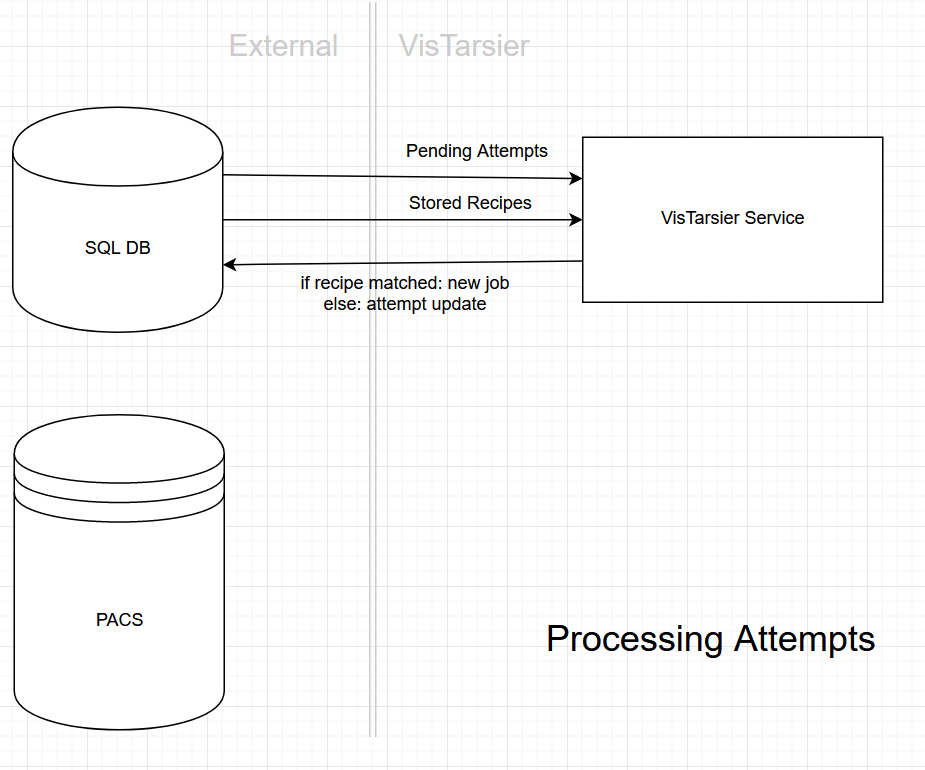 External
VisTarsier
Pending Attempts
Stored Recipes
SQL DB
VisTarsier Service
if recipe matched: new job
else: attempt update
PACS
Processing Attempts